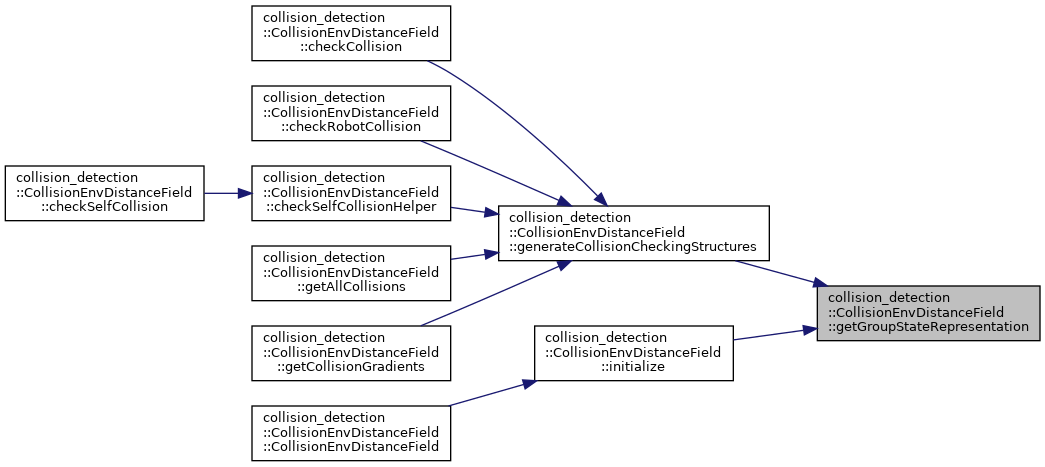 collision_detection
::CollisionEnvDistanceField
::checkCollision
collision_detection
::CollisionEnvDistanceField
::checkRobotCollision
collision_detection
::CollisionEnvDistanceField
::checkSelfCollision
collision_detection
::CollisionEnvDistanceField
::checkSelfCollisionHelper
collision_detection
::CollisionEnvDistanceField
::generateCollisionCheckingStructures
collision_detection
::CollisionEnvDistanceField
::getAllCollisions
collision_detection
::CollisionEnvDistanceField
::getGroupStateRepresentation
collision_detection
::CollisionEnvDistanceField
::getCollisionGradients
collision_detection
::CollisionEnvDistanceField
::initialize
collision_detection
::CollisionEnvDistanceField
::CollisionEnvDistanceField